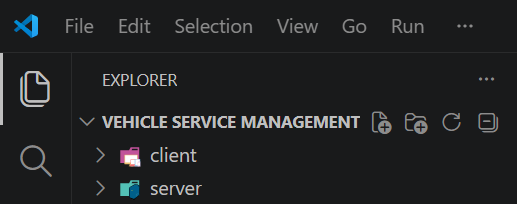 File Edit Selection View Go Run ...
EXPLORER ...
VEHICLE SERVICE MANAGEMENT
client
server